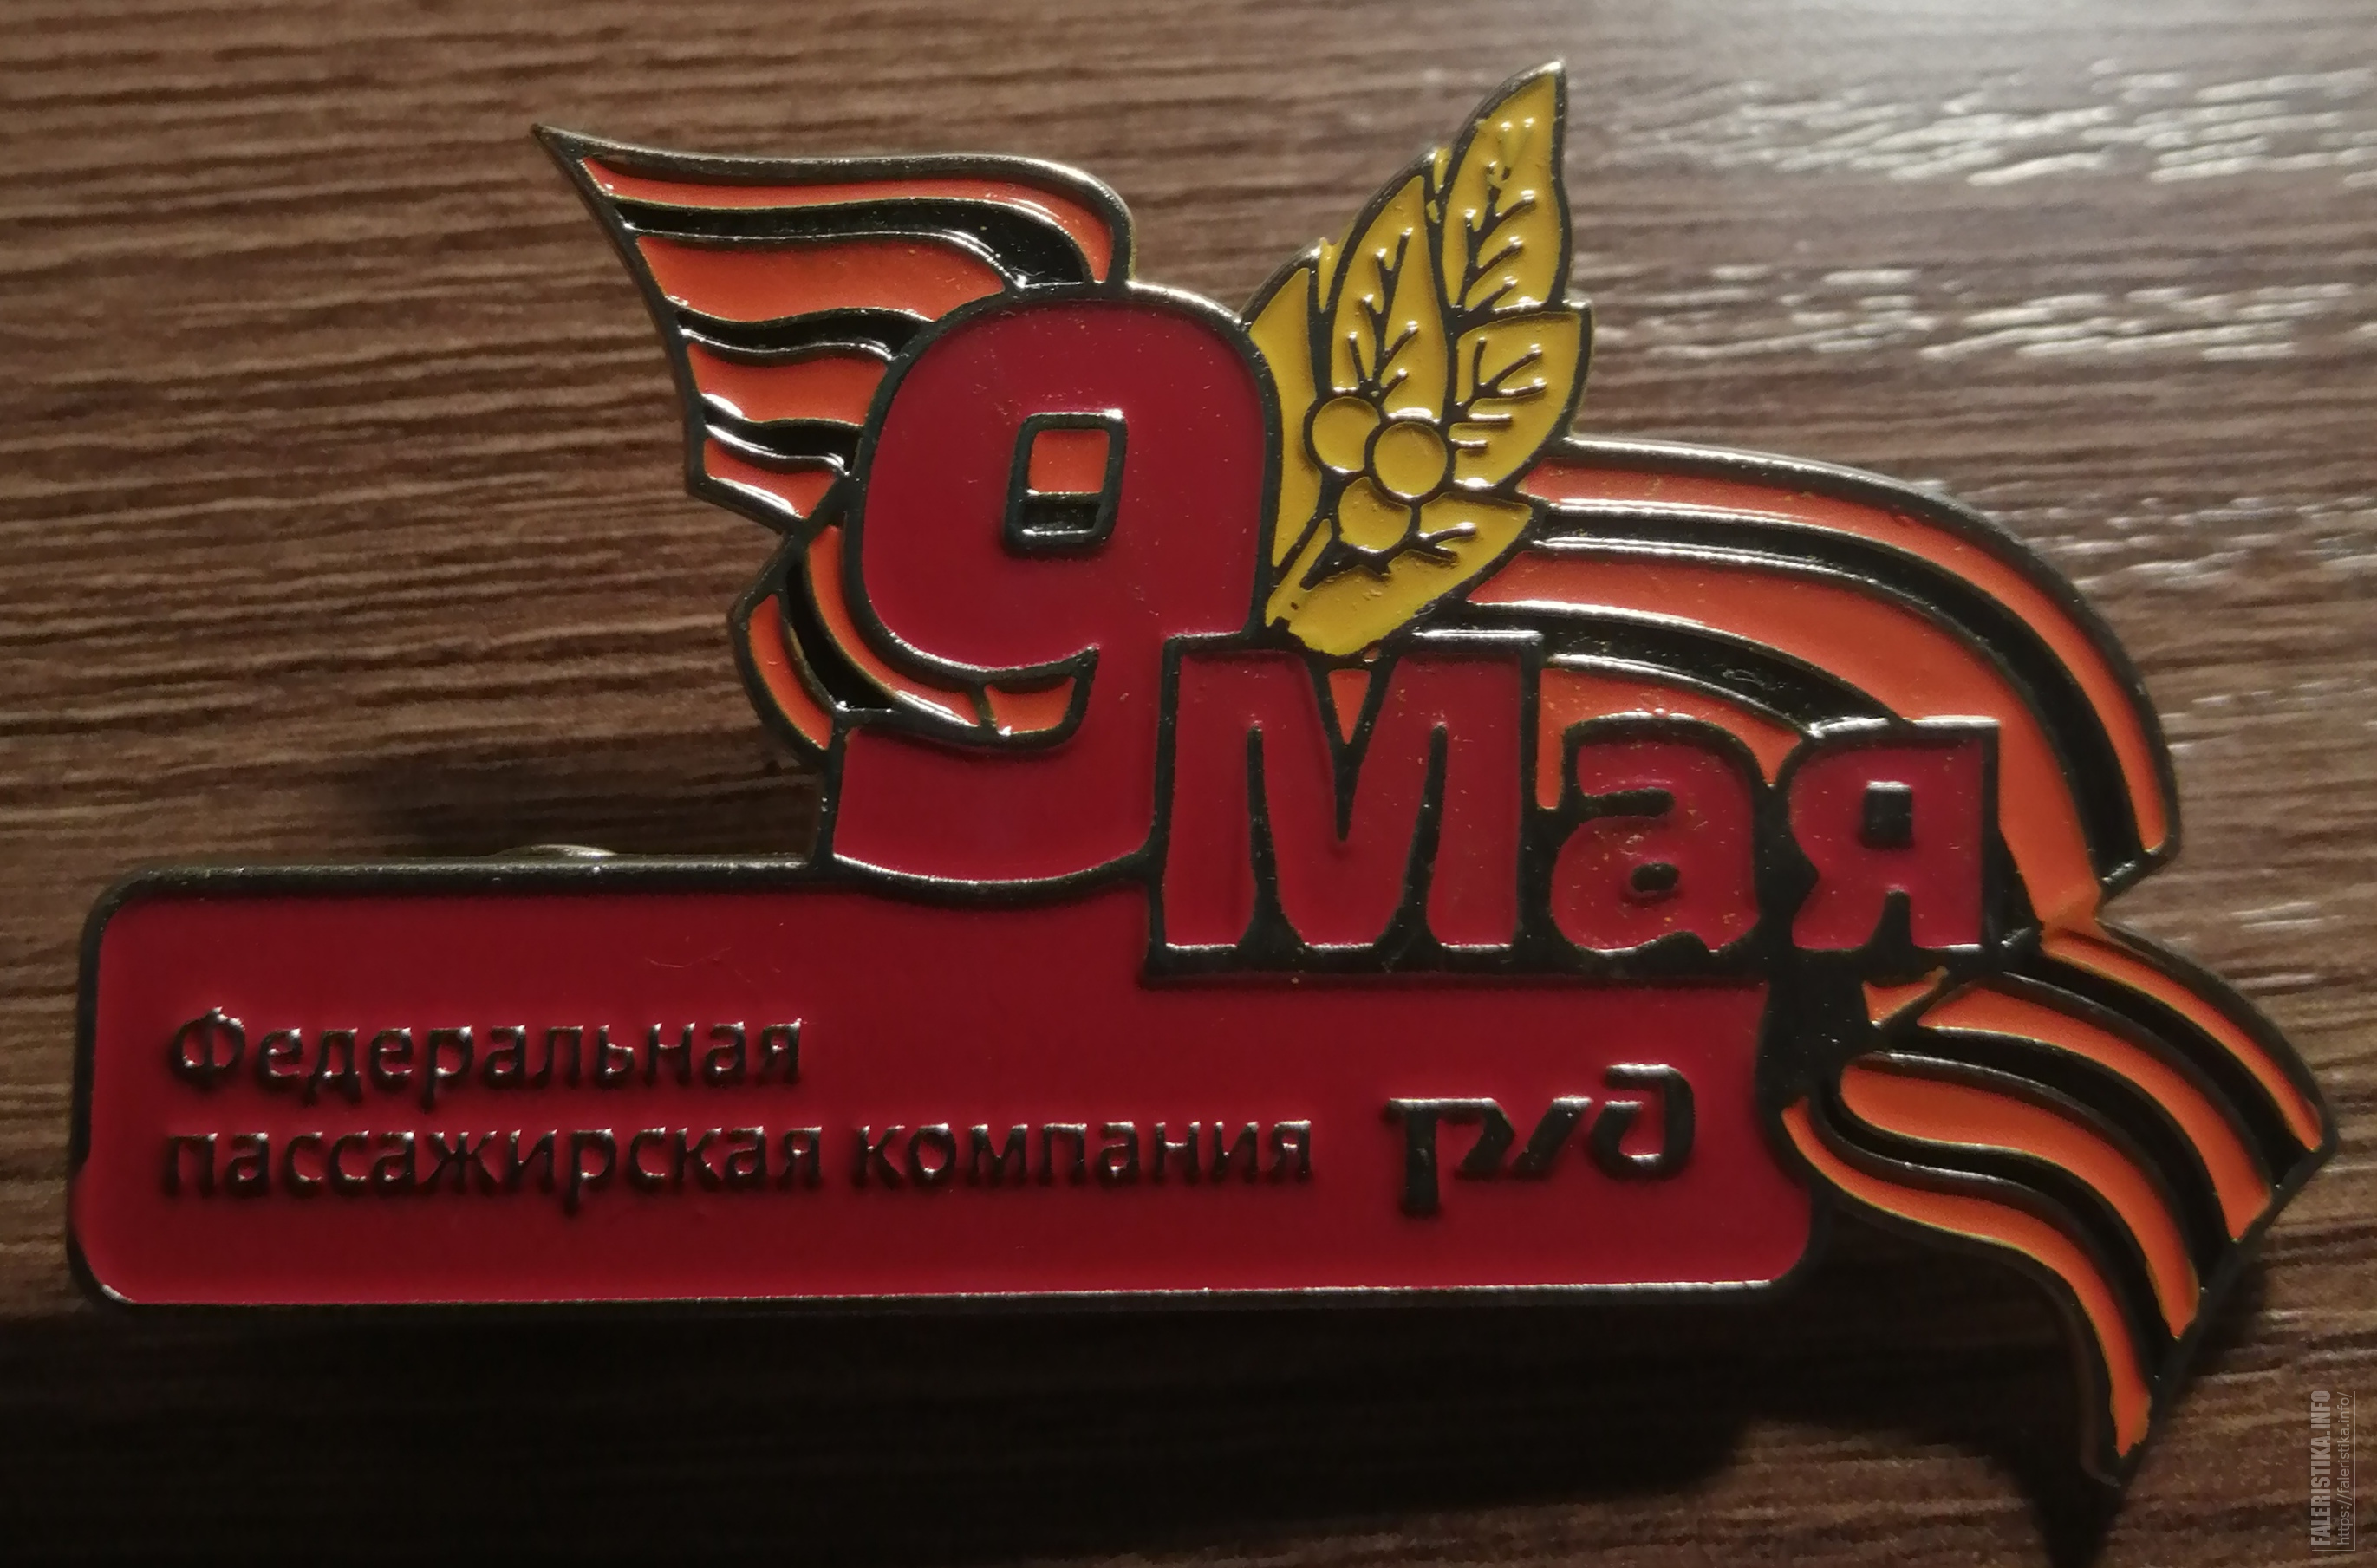 9 Мая
Федеральная
пассажирская компания РЖД
FALERISTIKA.INFO
https://faleristika.info/